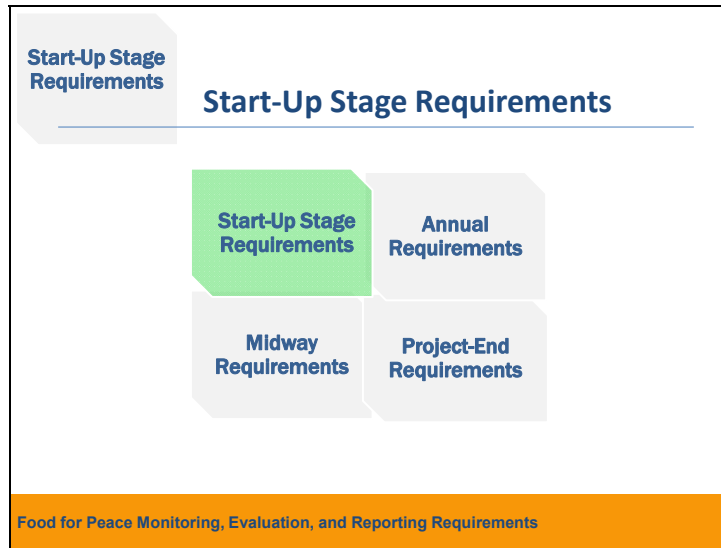 Start-Up Stage
Requirements
Start-Up Stage Requirements
Start-Up Stage
Requirements
Annual
Requirements
Midway
Requirements
Project-End
Requirements
Food for Peace Monitoring, Evaluation, and Reporting Requirements